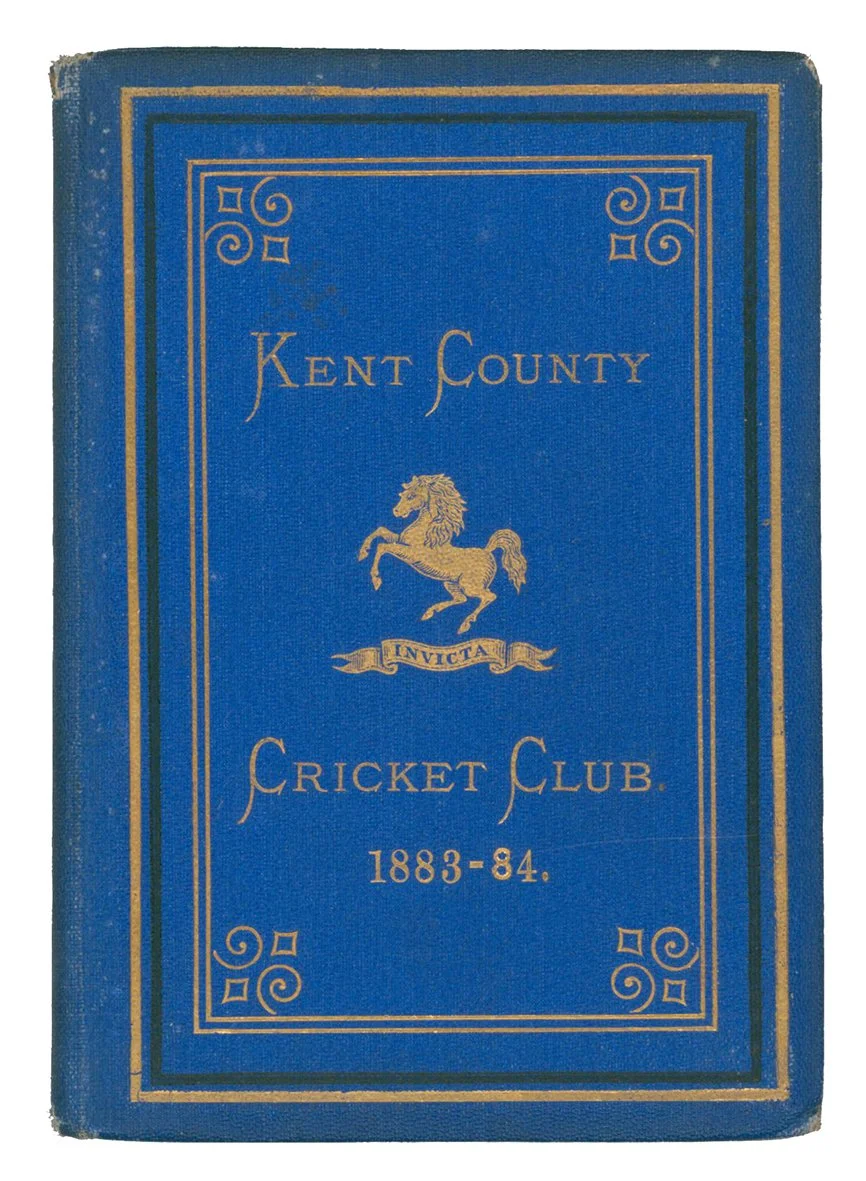 KENT COUNTY
INVICTA
CRICKET CLUB.
1883-84.